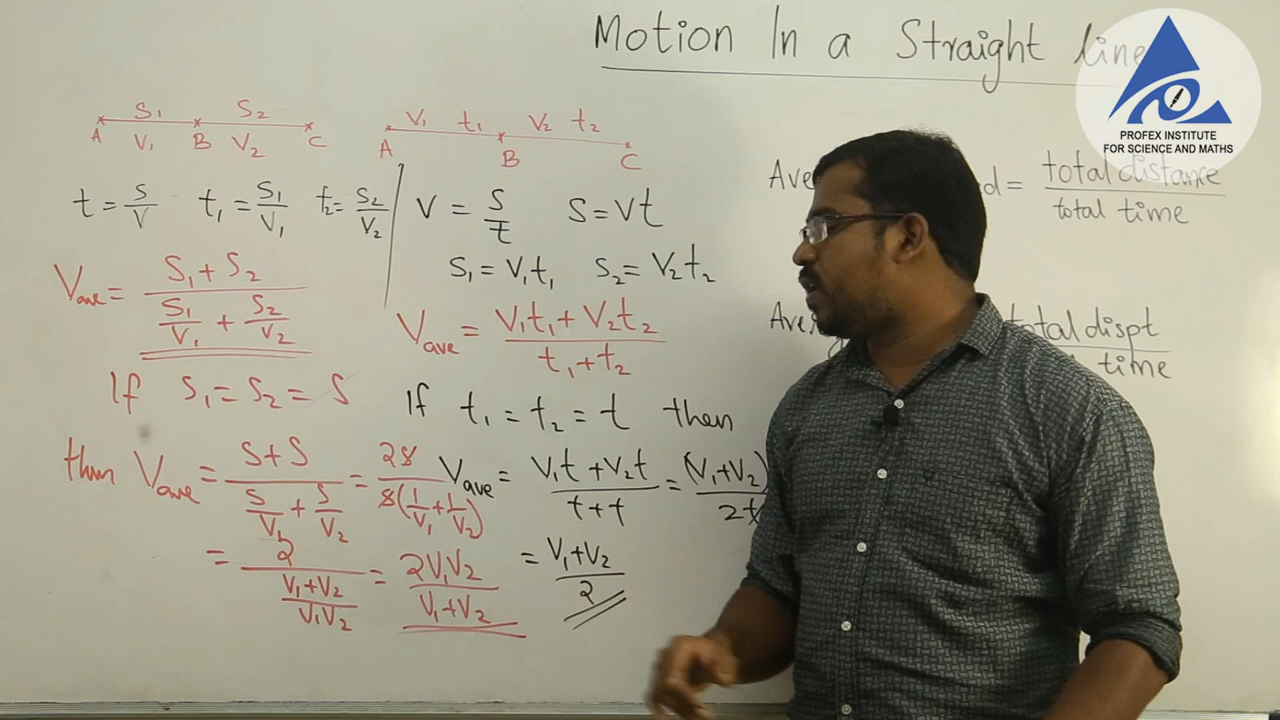 Motion In a Straight line
PROFEX INSTITUTE
FOR SCIENCE AND MATHS
S₁ S₂
A V₁ B V₂ C
t = S/V t₁ = S₁/V₁ t₂ = S₂/V₂
Vave = (S₁ + S₂)/(S₁/V₁ + S₂/V₂)
If S₁ = S₂ = S
then Vave = (S + S)/(S/V₁ + S/V₂) = 2S/S(1/V₁ + 1/V₂)
= 2/((V₁ + V₂)/V₁V₂) = 2V₁V₂/(V₁ + V₂)
V₁ t₁ V₂ t₂
A B C
V = S/t S = Vt
S₁ = V₁t₁ S₂ = V₂t₂
Vave = (V₁t₁ + V₂t₂)/(t₁ + t₂)
If t₁ = t₂ = t then
Vave = (V₁t + V₂t)/(t + t) = (V₁ + V₂)/2t
= (V₁ + V₂)/2
= total distance/total time
total dispt
time